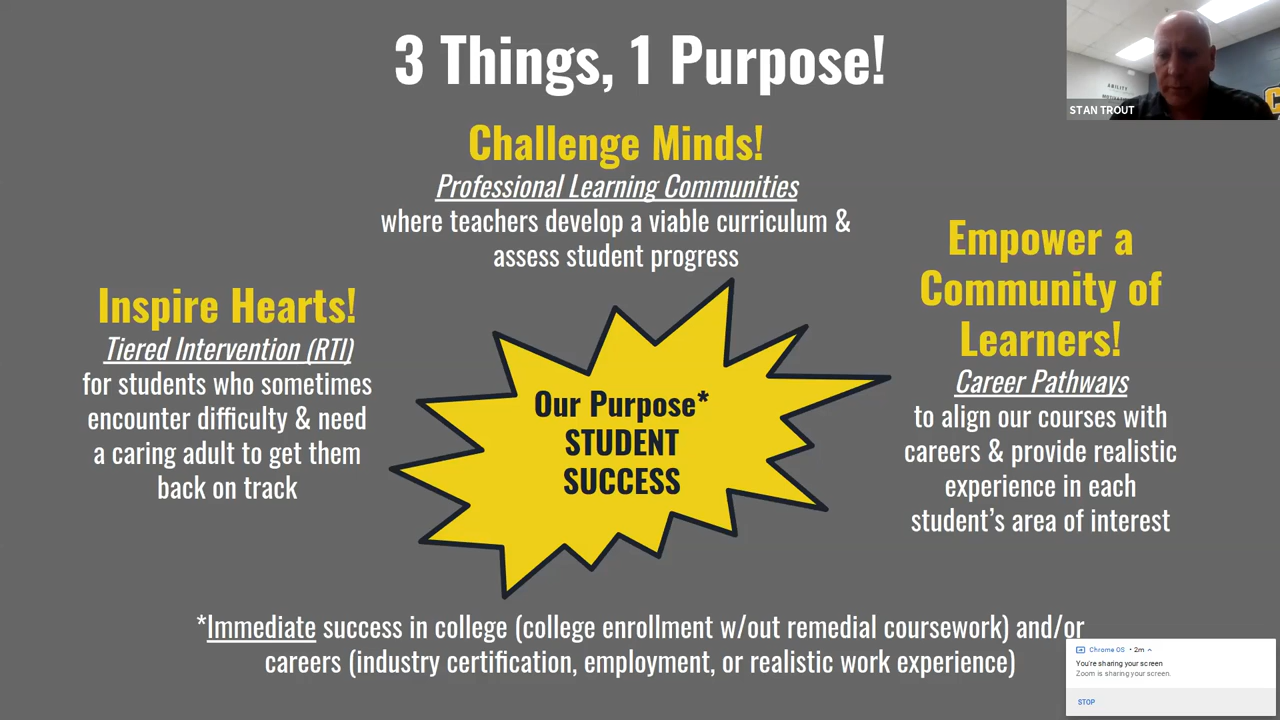 3 Things, 1 Purpose!
Challenge Minds!
Professional Learning Communities
where teachers develop a viable curriculum &
assess student progress
Inspire Hearts!
Tiered Intervention (RTI)
for students who sometimes
encounter difficulty & need
a caring adult to get them
back on track
Our Purpose*
STUDENT
SUCCESS
Empower a
Community of
Learners!
Career Pathways
to align our courses with
careers & provide realistic
experience in each
student’s area of interest
*Immediate success in college (college enrollment w/out remedial coursework) and/or
careers (industry certification, employment, or realistic work experience)
ABILITY
STAN TROUT
Chrome OS • 2m
You're sharing your screen
Zoom is sharing your screen.
STOP